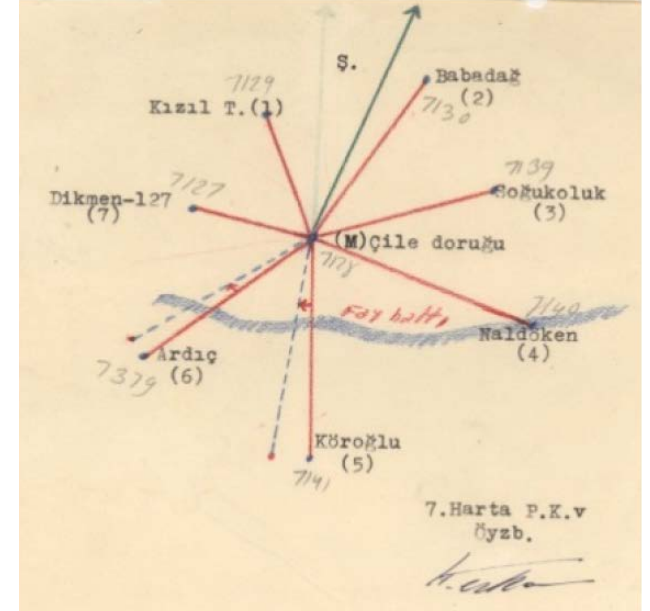 Ş.
7129
Kızıl T.(1)
Babadağ
(2)
7130
7127
Dikmen-127
(7)
7139
Soğukoluk
(3)
(M)Çile doruğu
7128
Fay hattı
7140
Naldöken
(4)
Ardıç
(6)
7379
Köroğlu
(5)
7141
7.Harta P.K.v
Öyzb.